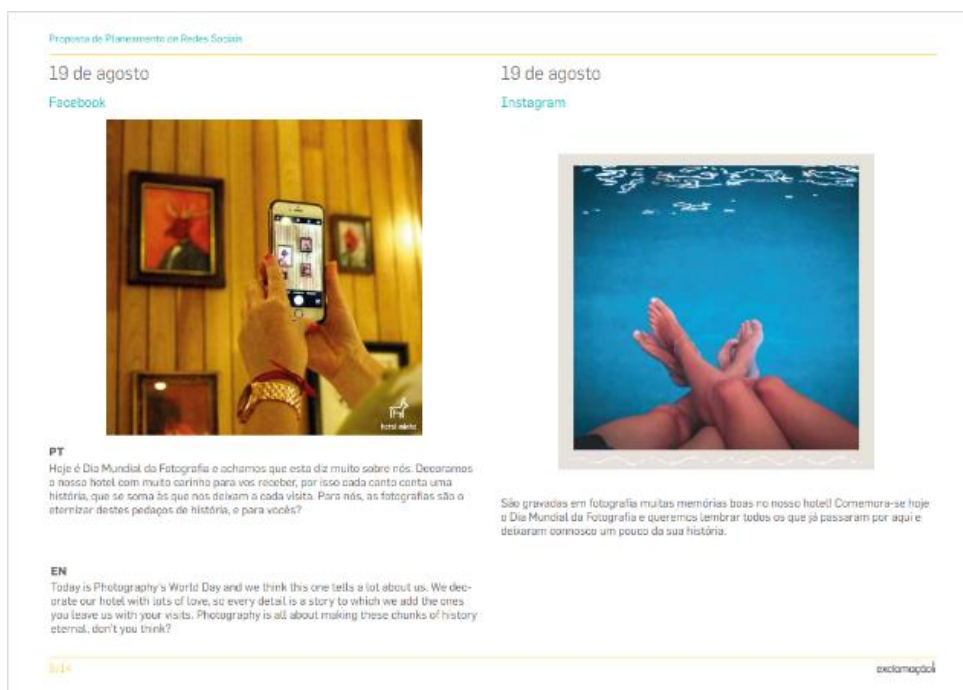 Proposta de Planeamento de Redes Sociais
19 de agosto
Facebook
hotel minho
PT
Hoje é Dia Mundial da Fotografia e achamos que esta diz muito sobre nós. Decoramos
o nosso hotel com muito carinho para vos receber, por isso cada canto conta uma
história, que se soma às que nos deixam a cada visita. Para nós, as fotografias são o
eternizar destes pedaços de história, e para vocês?
EN
Today is Photography's World Day and we think this one tells a lot about us. We dec-
orate our hotel with lots of love, so every detail is a story to which we add the ones
you leave us with your visits. Photography is all about making these chunks of history
eternal, don't you think?
19 de agosto
Instagram
São gravadas em fotografia muitas memórias boas no nosso hotel! Comemora-se hoje
o Dia Mundial da Fotografia e queremos lembrar todos os que já passaram por aqui e
deixaram connosco um pouco da sua história.
exclamação